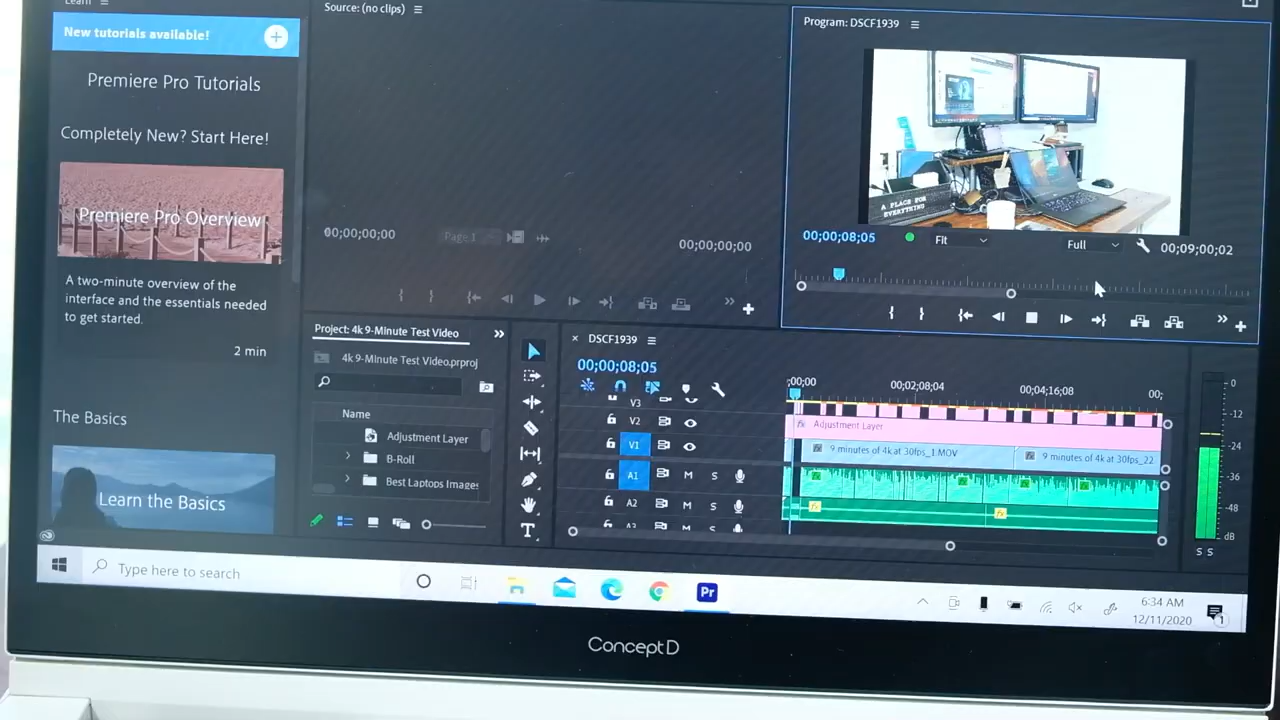 Learn
Source: (no clips)
Program: DSCF1939
New tutorials available!
Premiere Pro Tutorials
Completely New? Start Here!
Premiere Pro Overview
A two-minute overview of the
interface and the essentials needed
to get started.
2 min
The Basics
Learn the Basics
00;00;00;00
Page 1
00;00;00;00
A PLACE FOR
EVERYTHING
00;00;08;05
Fit
Full
00;09;00;02
Project: 4k 9-Minute Test Video
4k 9-Minute Test Video.prproj
Name
Adjustment Layer
B-Roll
Best Laptops Images
DSCF1939
00;00;08;05
;00;00
00;02;08;04
00;04;16;08
00;
V3
V2
V1
A1
M
S
A2
M
S
A3
M
S
T
fx
Adjustment Layer
9 minutes of 4k at 30fps_1.MOV
9 minutes of 4k at 30fps_22
0
-12
-24
-36
-48
dB
S S
Type here to search
Pr
6:34 AM
12/11/2020
1
ConceptD